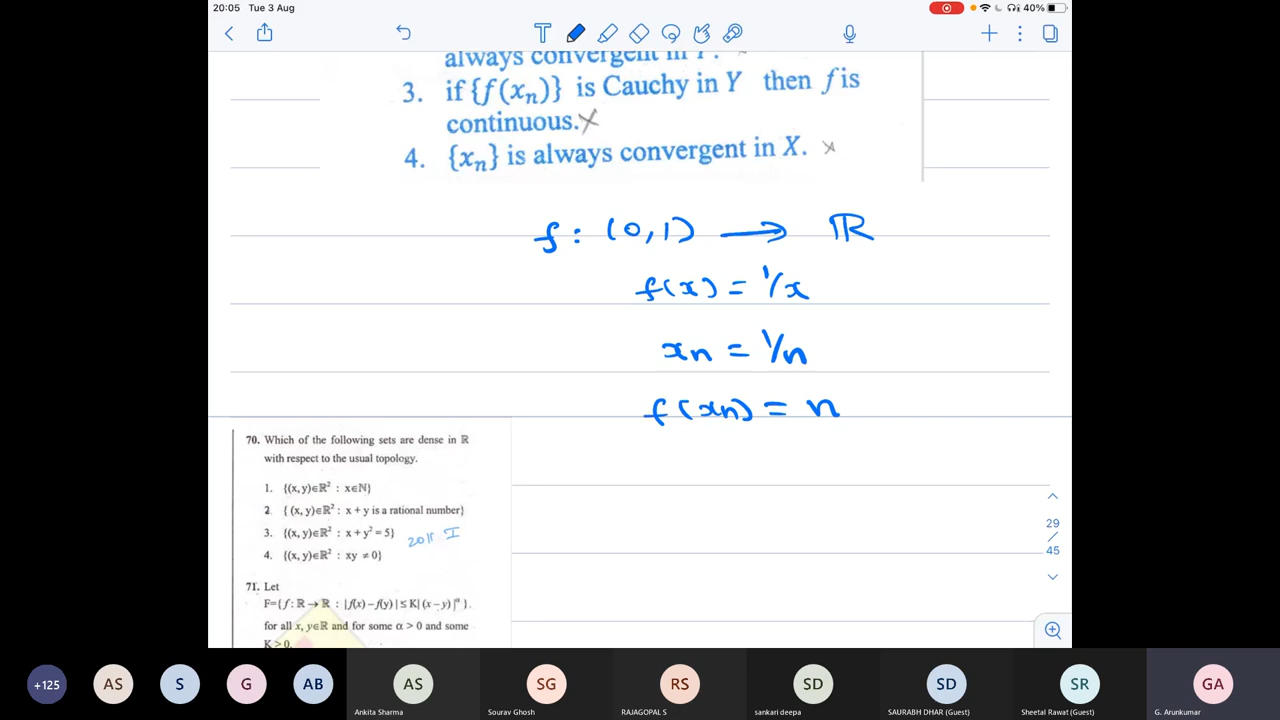 20:05 Tue 3 Aug
40%
always convergent in Y.
3. if {f(xₙ)} is Cauchy in Y then f is
continuous.
4. {xₙ} is always convergent in X.
f : (0,1) ⟶ ℝ
f(x) = 1/x
xn = 1/n
f(xn) = n
70. Which of the following sets are dense in ℝ
with respect to the usual topology.
1. {(x, y)∈ℝ² : x∈ℕ}
2. { (x, y)∈ℝ² : x + y is a rational number}
3. {(x, y)∈ℝ² : x + y² = 5}
4. {(x, y)∈ℝ² : xy ≠ 0}
71. Let
F={f : ℝ → ℝ : |f(x) – f(y)| ≤ K|(x – y)|^α}.
for all x, y∈ℝ and for some α > 0 and some
K > 0.
29
/
45
+125
AS
S
G
AB
AS
SG
RS
SD
SD
SR
GA
Ankita Sharma
Sourav Ghosh
RAJAGOPAL S
sankari deepa
SAURABH DHAR (Guest)
Sheetal Rawat (Guest)
G. Arunkumar